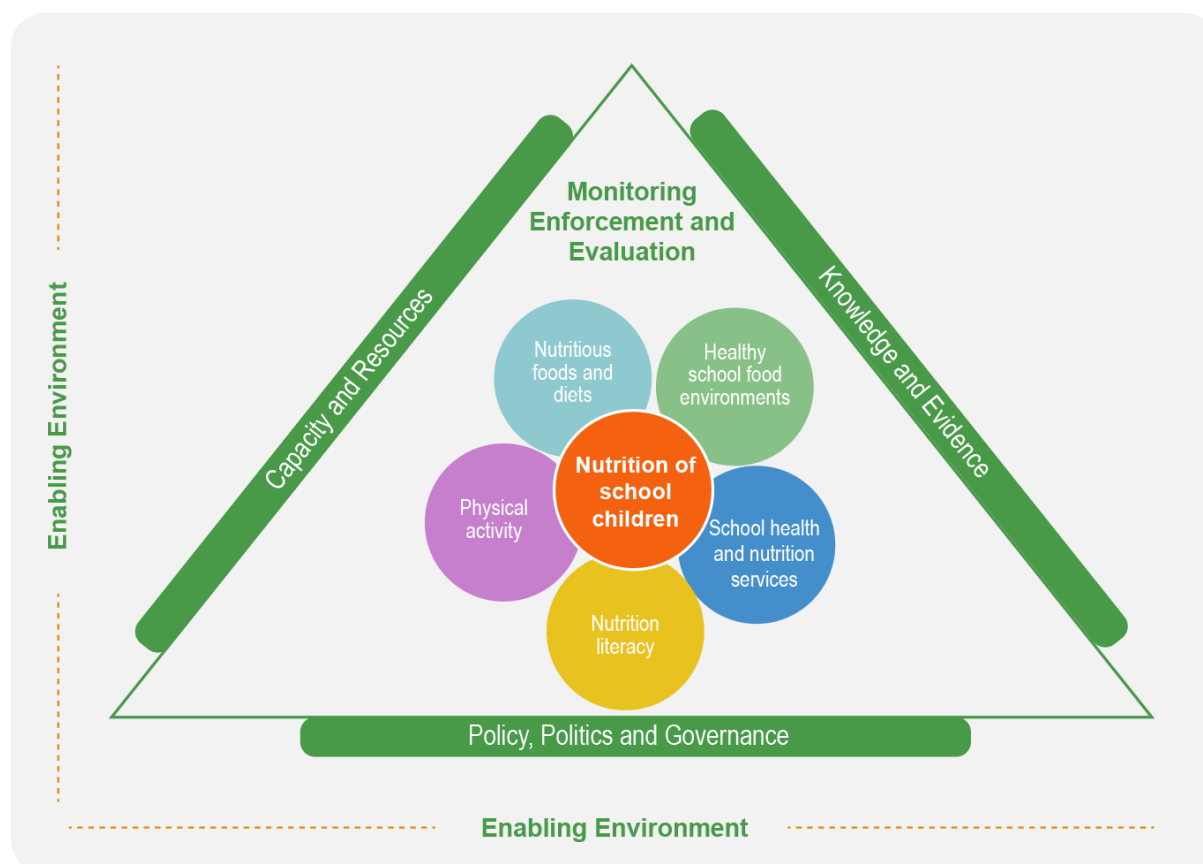 Monitoring
Enforcement and
Evaluation
Capacity and Resources
Knowledge and Evidence
Enabling Environment
Nutritious
foods and
diets
Healthy
school food
environments
Nutrition of
school
children
Physical
activity
School health
and nutrition
services
Nutrition
literacy
Policy, Politics and Governance
Enabling Environment